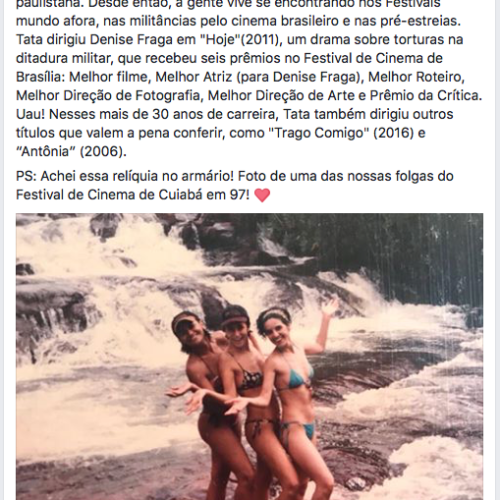 paulistana. Desde então, a gente vive se encontrando nos Festivais
mundo afora, nas militâncias pelo cinema brasileiro e nas pré-estreias.
Tata dirigiu Denise Fraga em "Hoje"(2011), um drama sobre torturas na
ditadura militar, que recebeu seis prêmios no Festival de Cinema de
Brasília: Melhor filme, Melhor Atriz (para Denise Fraga), Melhor Roteiro,
Melhor Direção de Fotografia, Melhor Direção de Arte e Prêmio da Crítica.
Uau! Nesses mais de 30 anos de carreira, Tata também dirigiu outros
títulos que valem a pena conferir, como "Trago Comigo" (2016) e
“Antônia” (2006).
PS: Achei essa relíquia no armário! Foto de uma das nossas folgas do
Festival de Cinema de Cuiabá em 97! ❤️